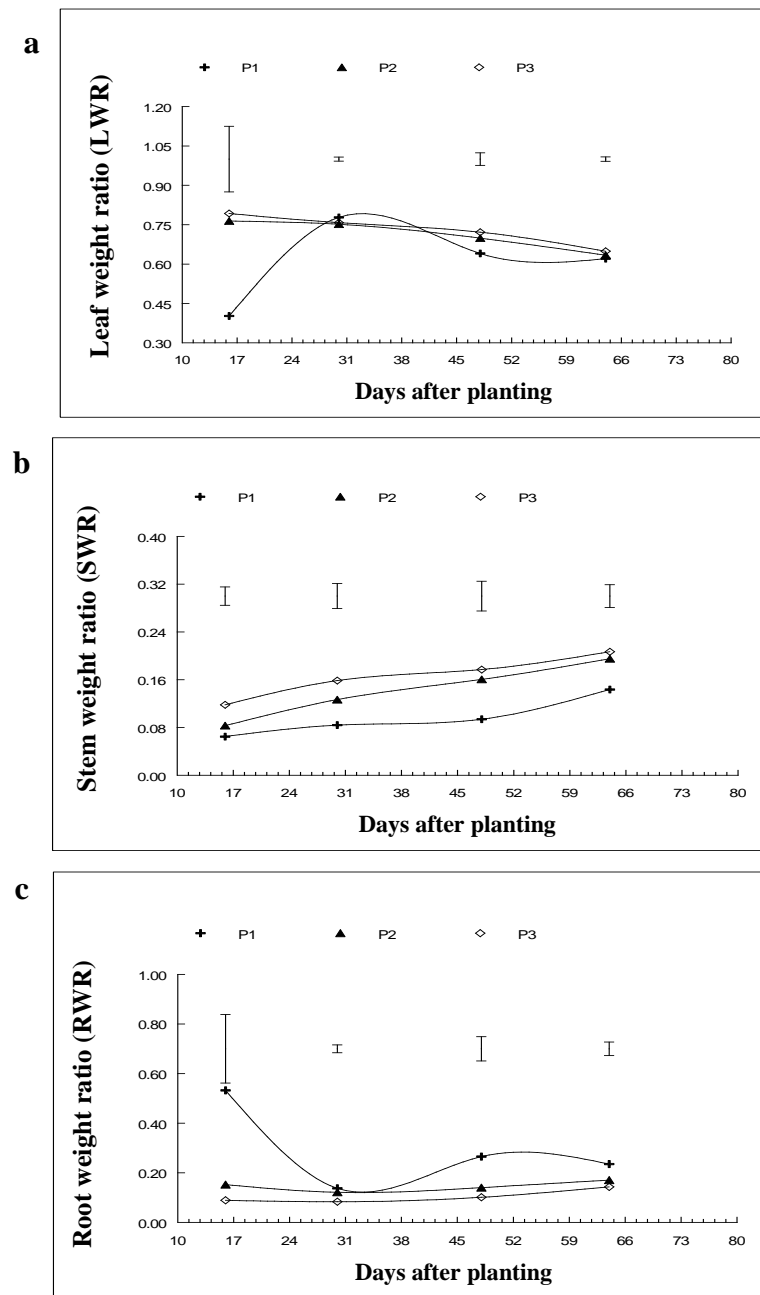 a
P1 P2 P3
Leaf weight ratio (LWR)
1.20
1.05
0.90
0.75
0.60
0.45
0.30
10 17 24 31 38 45 52 59 66 73 80
Days after planting
b
P1 P2 P3
Stem weight ratio (SWR)
0.40
0.32
0.24
0.16
0.08
0.00
10 17 24 31 38 45 52 59 66 73 80
Days after planting
c
P1 P2 P3
Root weight ratio (RWR)
1.00
0.80
0.60
0.40
0.20
0.00
10 17 24 31 38 45 52 59 66 73 80
Days after planting